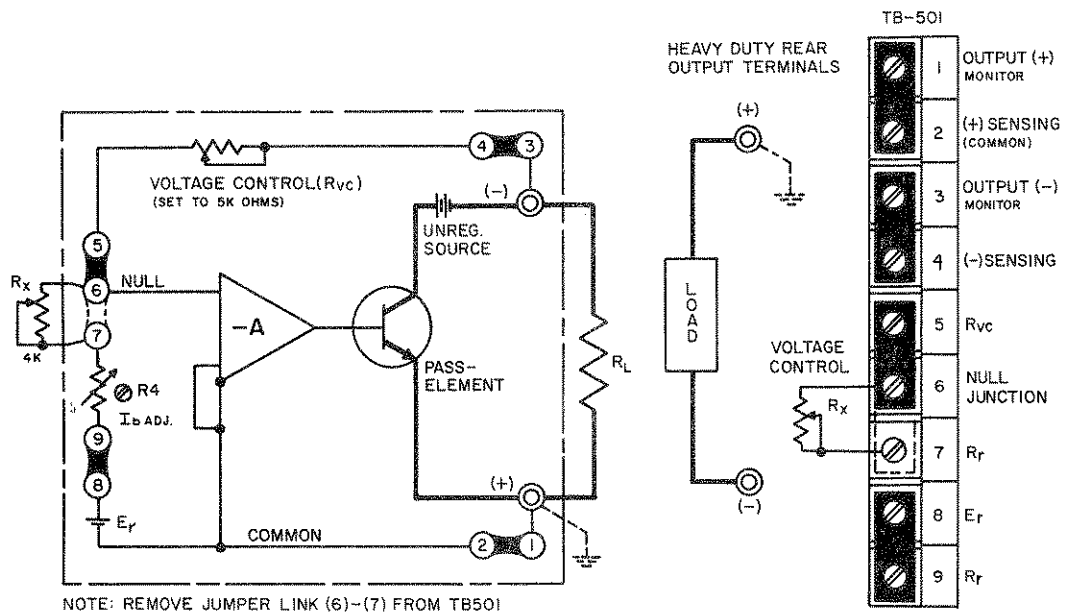 TB-501
HEAVY DUTY REAR
OUTPUT TERMINALS
1 OUTPUT (+)
MONITOR
2 (+) SENSING
(COMMON)
3 OUTPUT (-)
MONITOR
4 (-) SENSING
5 Rvc
6 NULL
JUNCTION
7 Rr
8 Er
9 Rr
(+)
LOAD
(-)
VOLTAGE
CONTROL
Rx
4 3
VOLTAGE CONTROL (Rvc)
(SET TO 5K OHMS)
(-)
UNREG.
SOURCE
5
Rx
6
NULL
7
4K
-A
PASS-
ELEMENT
RL
R4
Ib ADJ.
9
8
Er
(+)
COMMON
2 1
NOTE: REMOVE JUMPER LINK (6)-(7) FROM TB501